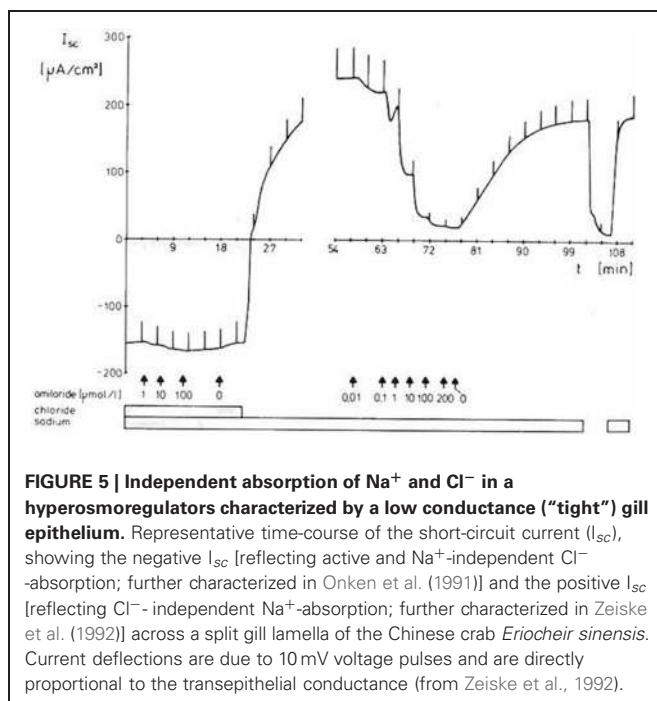 300
I sc
[µA/cm²]
200
100
0
-100
-200
9 18 27 54 63 72 81 90 99 108
t [min]
amiloride [µmol/l] 1 10 100 0 0,01 0,1 1 10 100 200 0
chloride
sodium
FIGURE 5 | Independent absorption of Na⁺ and Cl⁻ in a
hyperosmoregulators characterized by a low conductance (“tight”) gill
epithelium. Representative time-course of the short-circuit current (Isc),
showing the negative Isc [reflecting active and Na⁺-independent Cl⁻
-absorption; further characterized in Onken et al. (1991)] and the positive Isc
[reflecting Cl⁻- independent Na⁺-absorption; further characterized in Zeiske
et al. (1992)] across a split gill lamella of the Chinese crab Eriocheir sinensis.
Current deflections are due to 10 mV voltage pulses and are directly
proportional to the transepithelial conductance (from Zeiske et al., 1992).